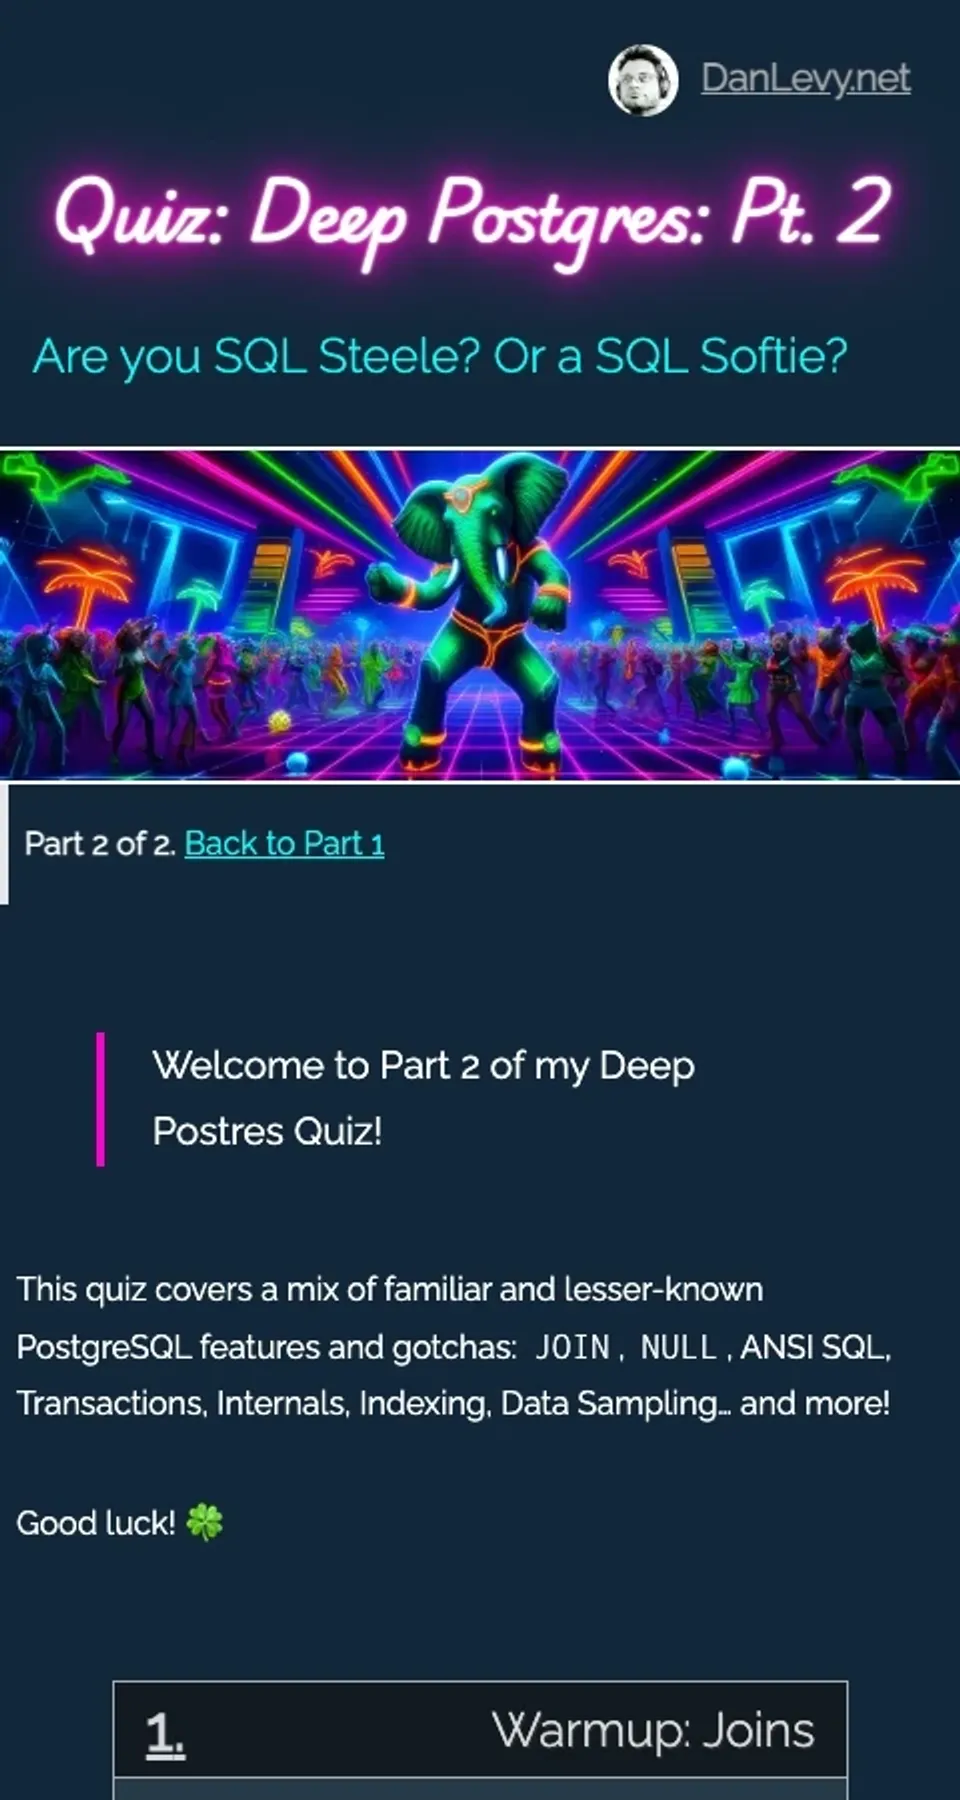 DanLevy.net
Quiz: Deep Postgres: Pt. 2
Are you SQL Steele? Or a SQL Softie?
Part 2 of 2. Back to Part 1
Welcome to Part 2 of my Deep
Postres Quiz!
This quiz covers a mix of familiar and lesser-known
PostgreSQL features and gotchas: JOIN, NULL, ANSI SQL,
Transactions, Internals, Indexing, Data Sampling… and more!
Good luck! 🍀
1. Warmup: Joins